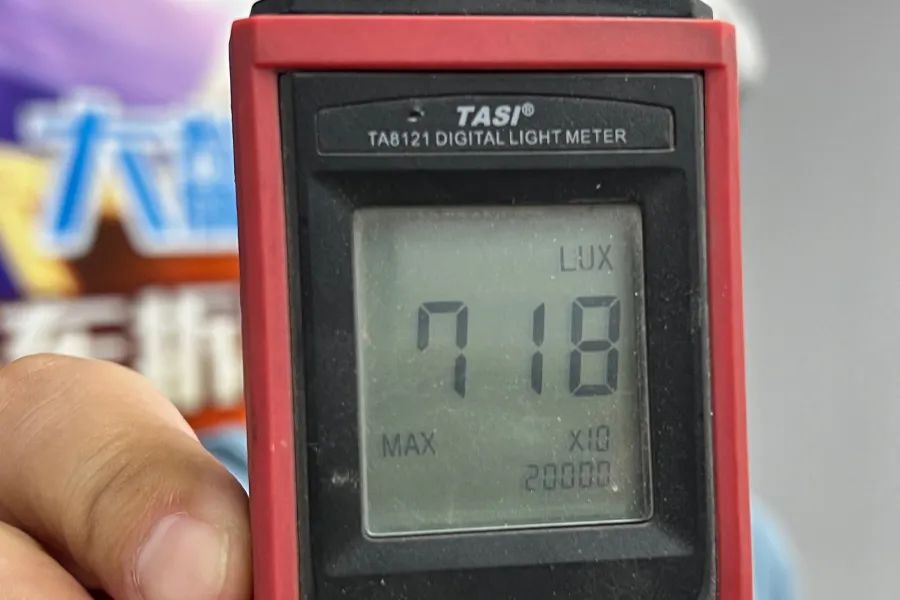 TASI®
TA8121 DIGITAL LIGHT METER
LUX
718
MAX
X10
20000